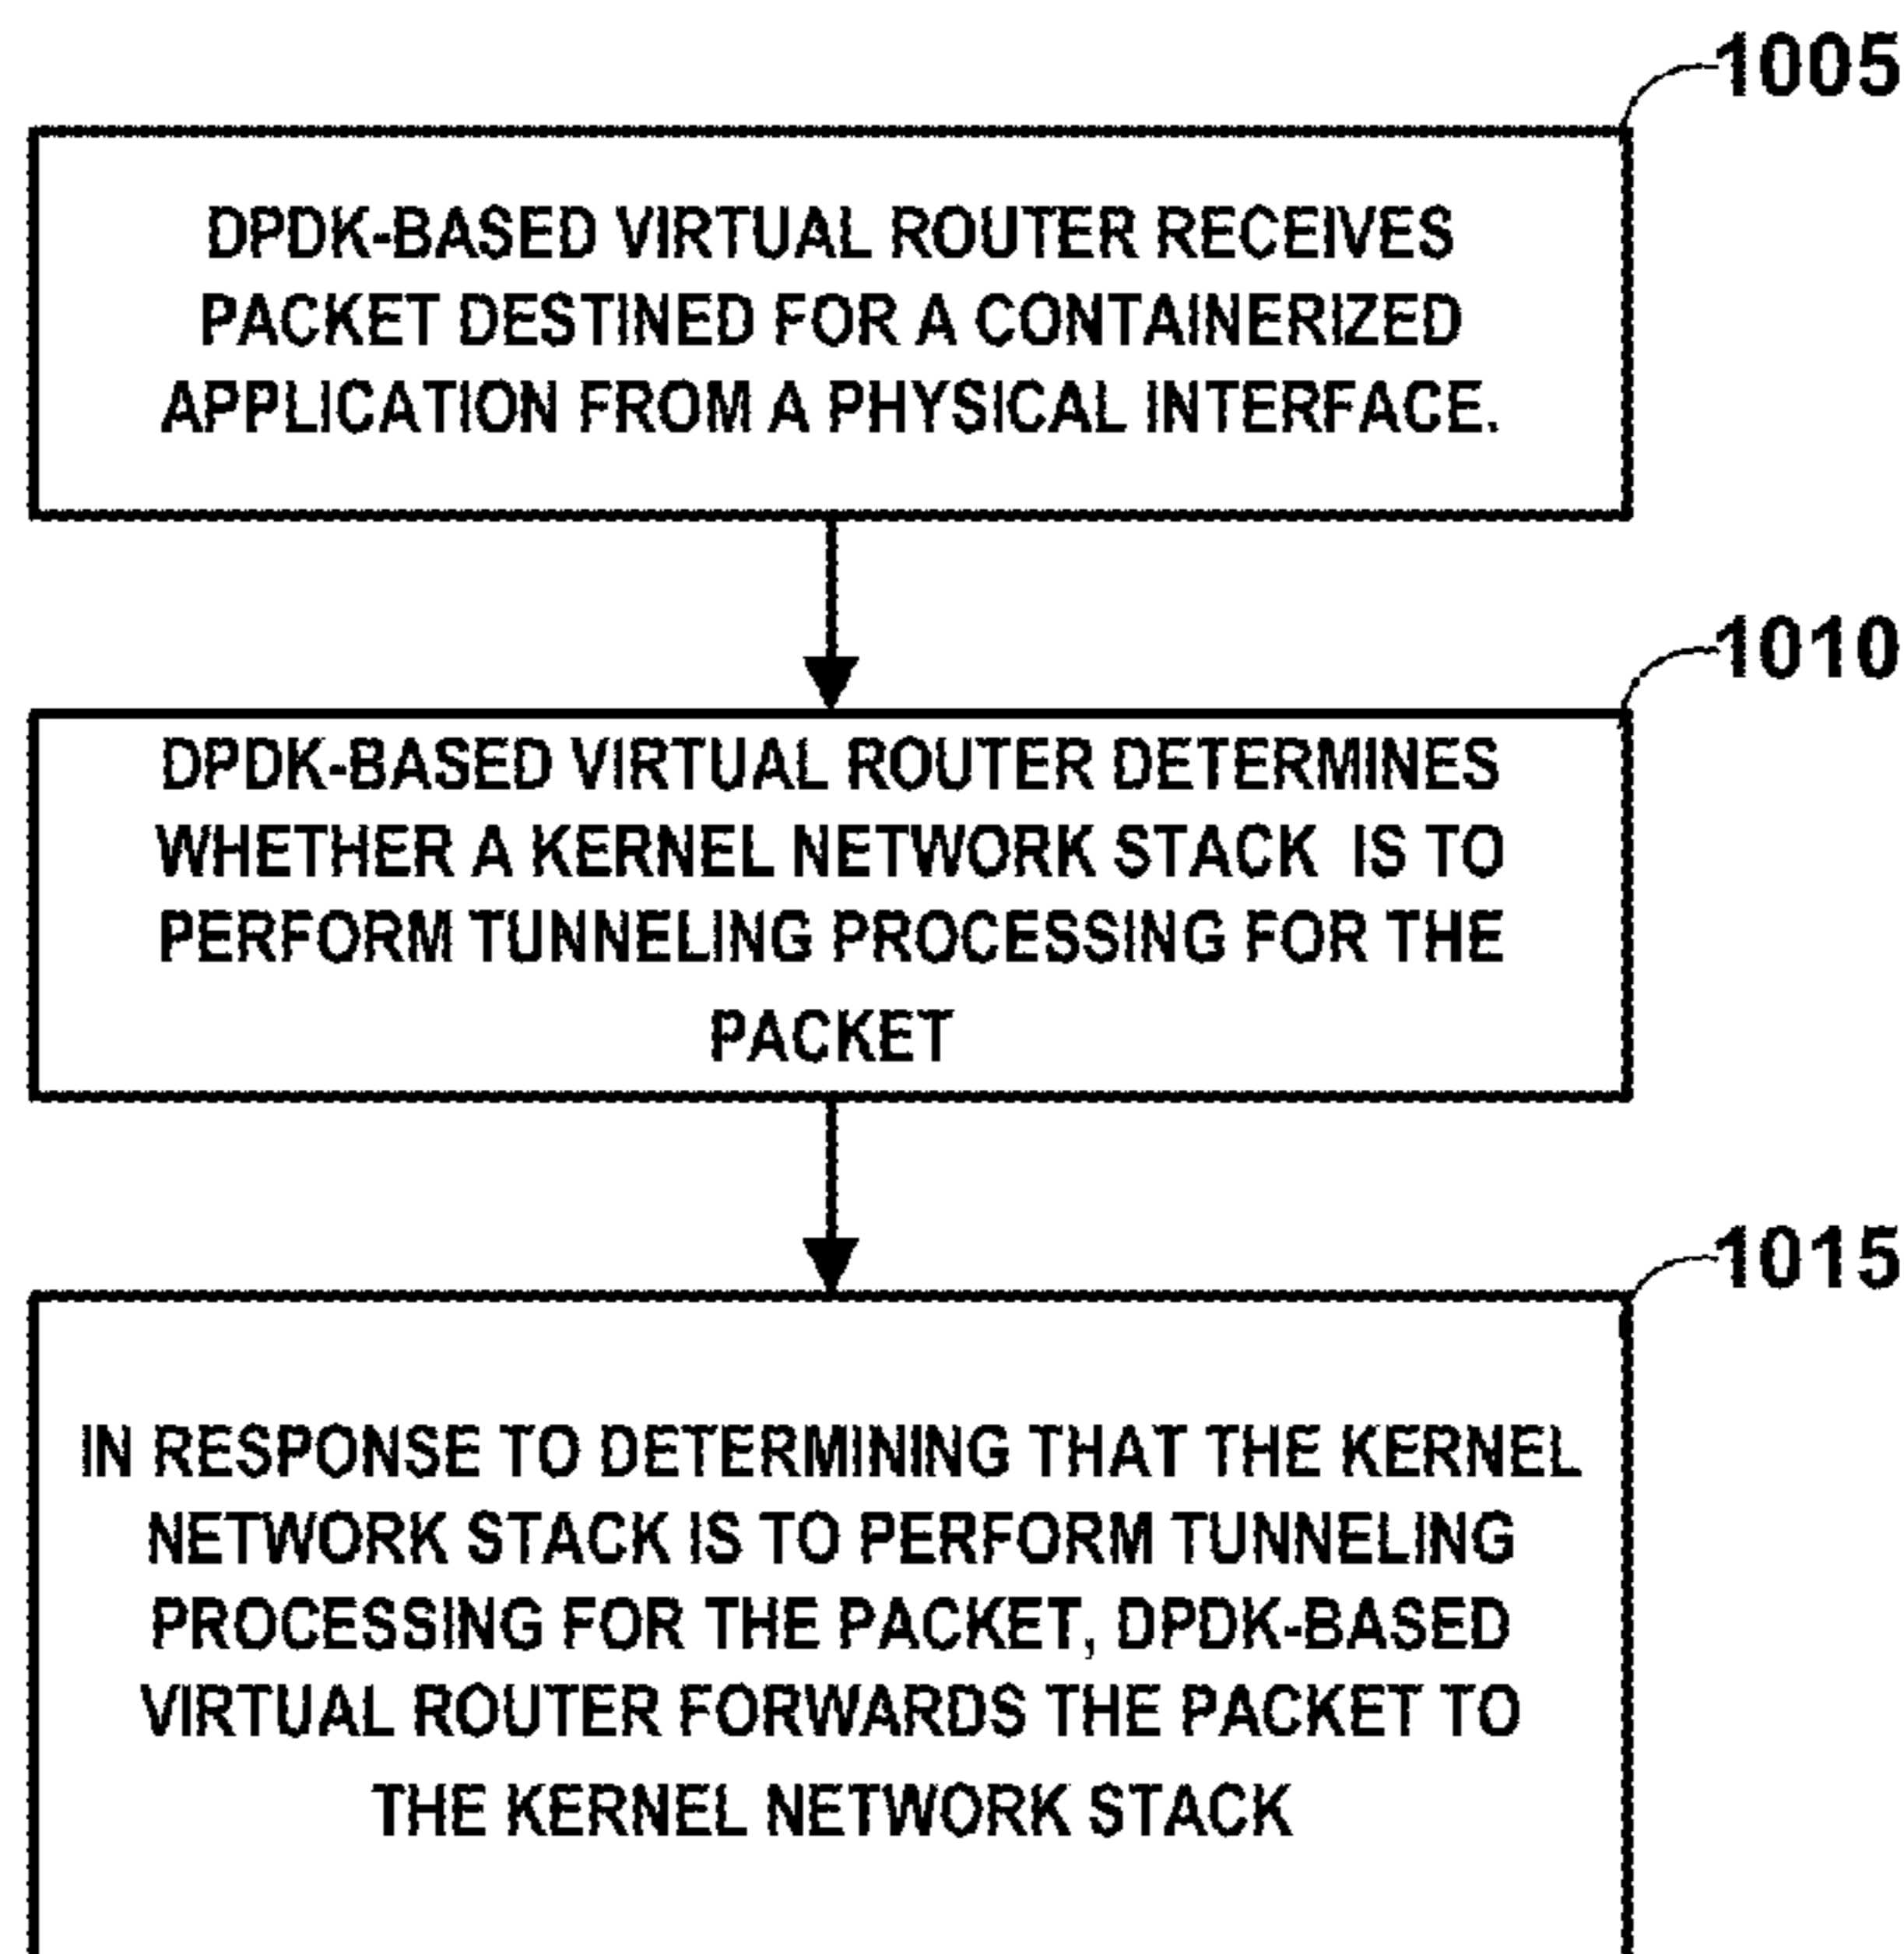 1005
DPDK-BASED VIRTUAL ROUTER RECEIVES
PACKET DESTINED FOR A CONTAINERIZED
APPLICATION FROM A PHYSICAL INTERFACE.
1010
DPDK-BASED VIRTUAL ROUTER DETERMINES
WHETHER A KERNEL NETWORK STACK IS TO
PERFORM TUNNELING PROCESSING FOR THE
PACKET
1015
IN RESPONSE TO DETERMINING THAT THE KERNEL
NETWORK STACK IS TO PERFORM TUNNELING
PROCESSING FOR THE PACKET, DPDK-BASED
VIRTUAL ROUTER FORWARDS THE PACKET TO
THE KERNEL NETWORK STACK